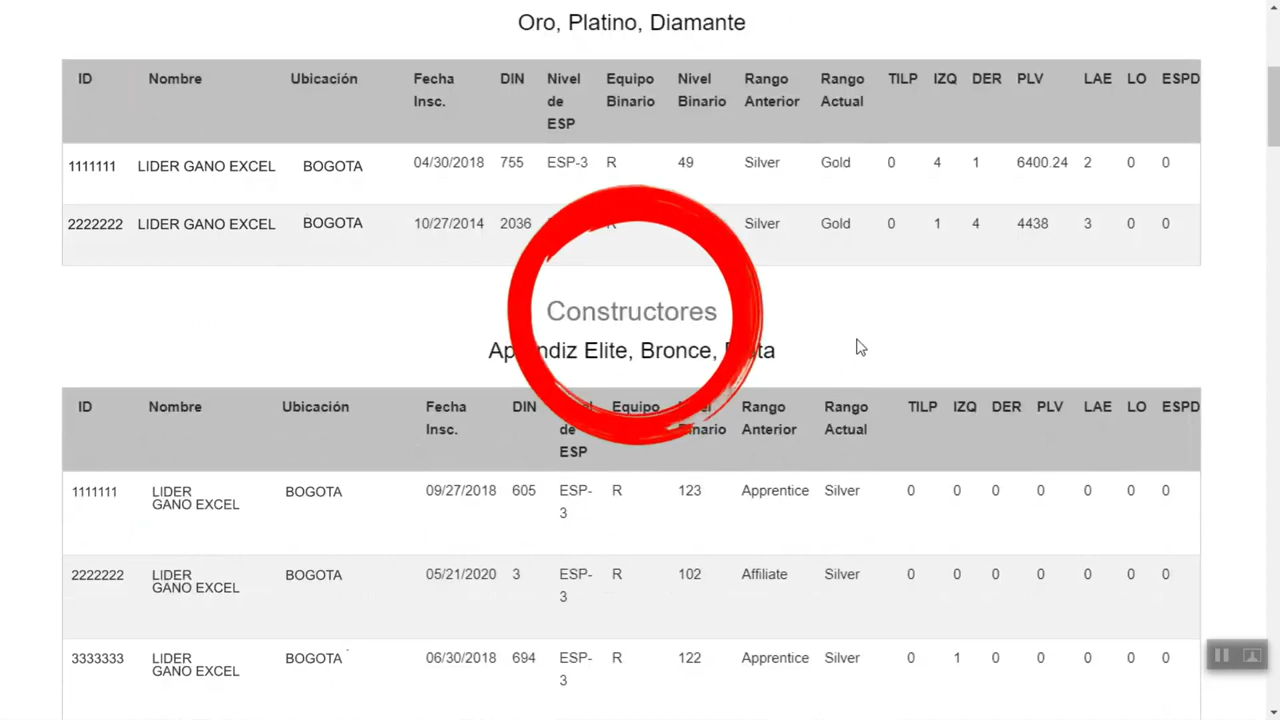 Oro, Platino, Diamante
ID Nombre Ubicación Fecha Insc. DIN Nivel de ESP Equipo Binario Nivel Binario Rango Anterior Rango Actual TILP IZQ DER PLV LAE LO ESPD
1111111 LIDER GANO EXCEL BOGOTA 04/30/2018 755 ESP-3 R 49 Silver Gold 0 4 1 6400.24 2 0 0
2222222 LIDER GANO EXCEL BOGOTA 10/27/2014 2036 R Silver Gold 0 1 4 4438 3 0 0
Constructores
Aprendiz Elite, Bronce, Plata
ID Nombre Ubicación Fecha Insc. DIN Nivel de ESP Equipo Binario Nivel Binario Rango Anterior Rango Actual TILP IZQ DER PLV LAE LO ESPD
1111111 LIDER GANO EXCEL BOGOTA 09/27/2018 605 ESP-3 R 123 Apprentice Silver 0 0 0 0 0 0 0
2222222 LIDER GANO EXCEL BOGOTA 05/21/2020 3 ESP-3 R 102 Affiliate Silver 0 0 0 0 0 0 0
3333333 LIDER GANO EXCEL BOGOTA 06/30/2018 694 ESP-3 R 122 Apprentice Silver 0 1 0 0 0 0 0